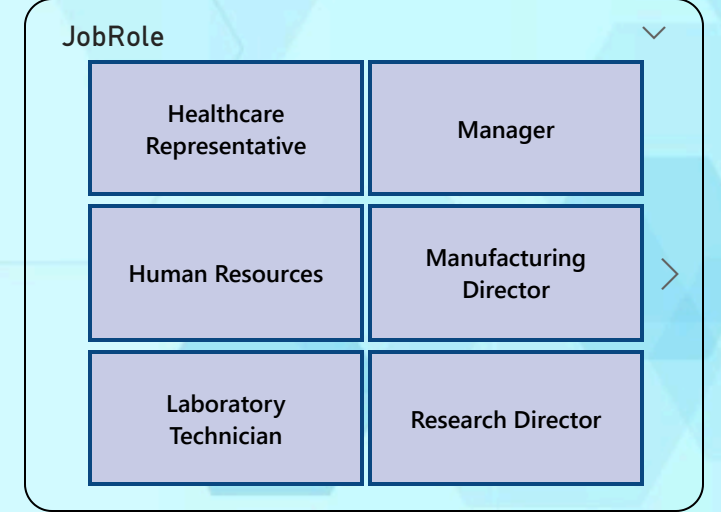 JobRole
Healthcare
Representative
Manager
Human Resources
Manufacturing
Director
Laboratory
Technician
Research Director